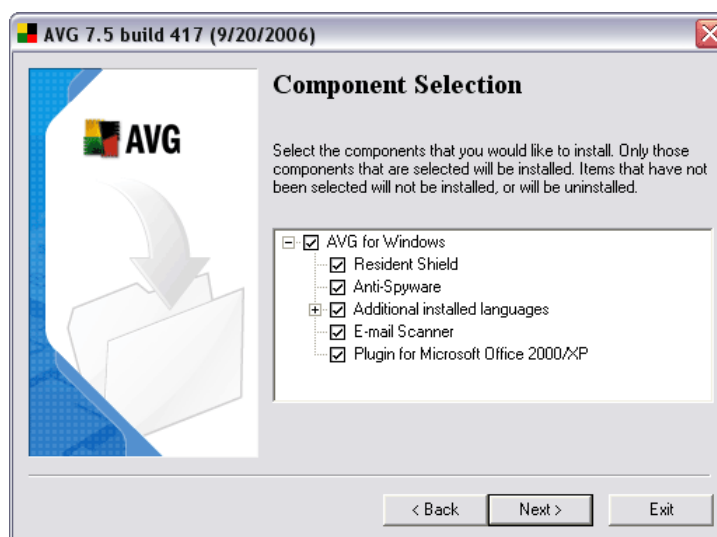 AVG 7.5 build 417 (9/20/2006)
AVG
Component Selection
Select the components that you would like to install. Only those
components that are selected will be installed. Items that have not
been selected will not be installed, or will be uninstalled.
AVG for Windows
Resident Shield
Anti-Spyware
Additional installed languages
E-mail Scanner
Plugin for Microsoft Office 2000/XP
< Back
Next >
Exit